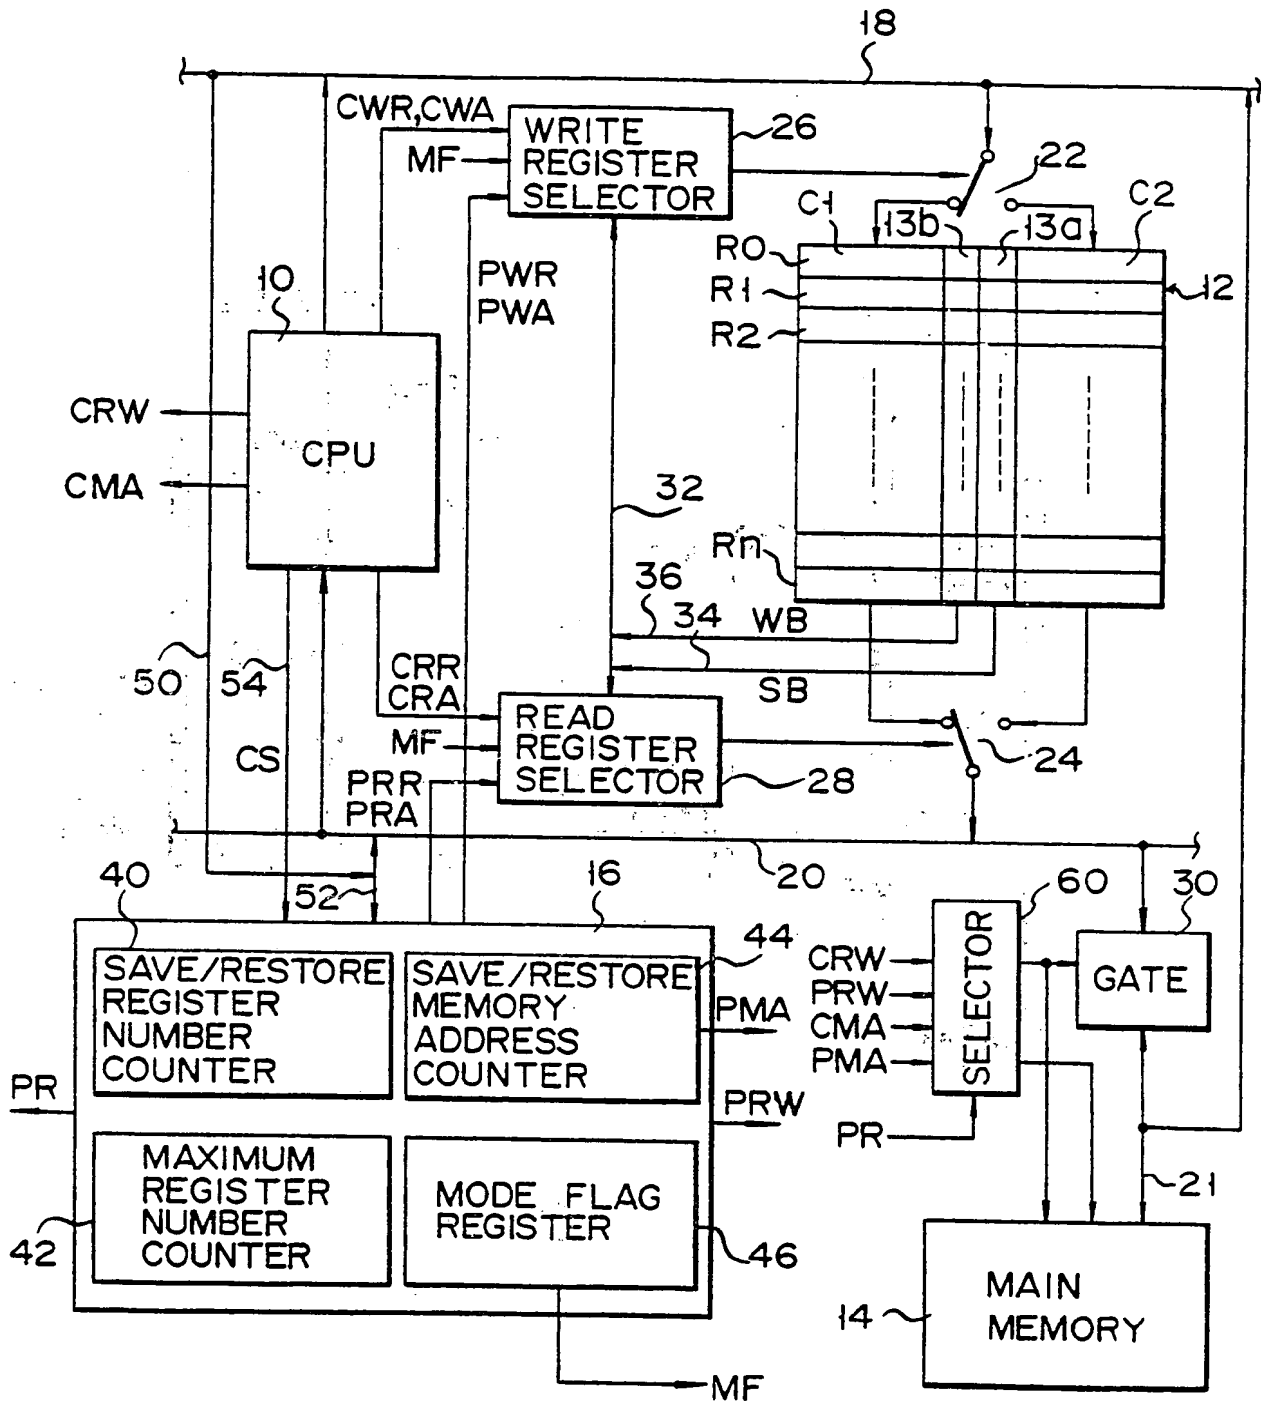 18
CWR,CWA
WRITE
REGISTER
SELECTOR
26
MF
22
C1
13b
13a
C2
R0
R1
R2
12
PWR
PWA
10
CPU
CRW
CMA
32
Rn
36
34
WB
SB
50
54
CRR
CRA
READ
REGISTER
SELECTOR
MF
CS
PRR
PRA
28
24
40
52
16
20
60
30
44
SAVE/RESTORE
REGISTER
NUMBER
COUNTER
SAVE/RESTORE
MEMORY
ADDRESS
COUNTER
PMA
CRW
PRW
CMA
PMA
SELECTOR
GATE
PR
PRW
PR
MAXIMUM
REGISTER
NUMBER
COUNTER
MODE FLAG
REGISTER
42
46
21
MAIN
MEMORY
14
MF